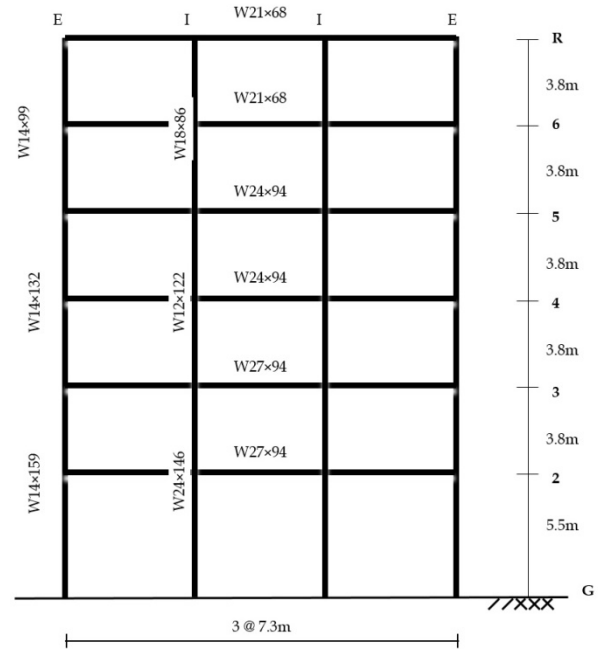 W21×68
E I I E
R
3.8m
W21×68
6
W14×99
W18×86
3.8m
W24×94
5
3.8m
W24×94
4
W14×132
W12×122
3.8m
W27×94
3
3.8m
W27×94
2
W14×159
W24×146
5.5m
G
3 @ 7.3m